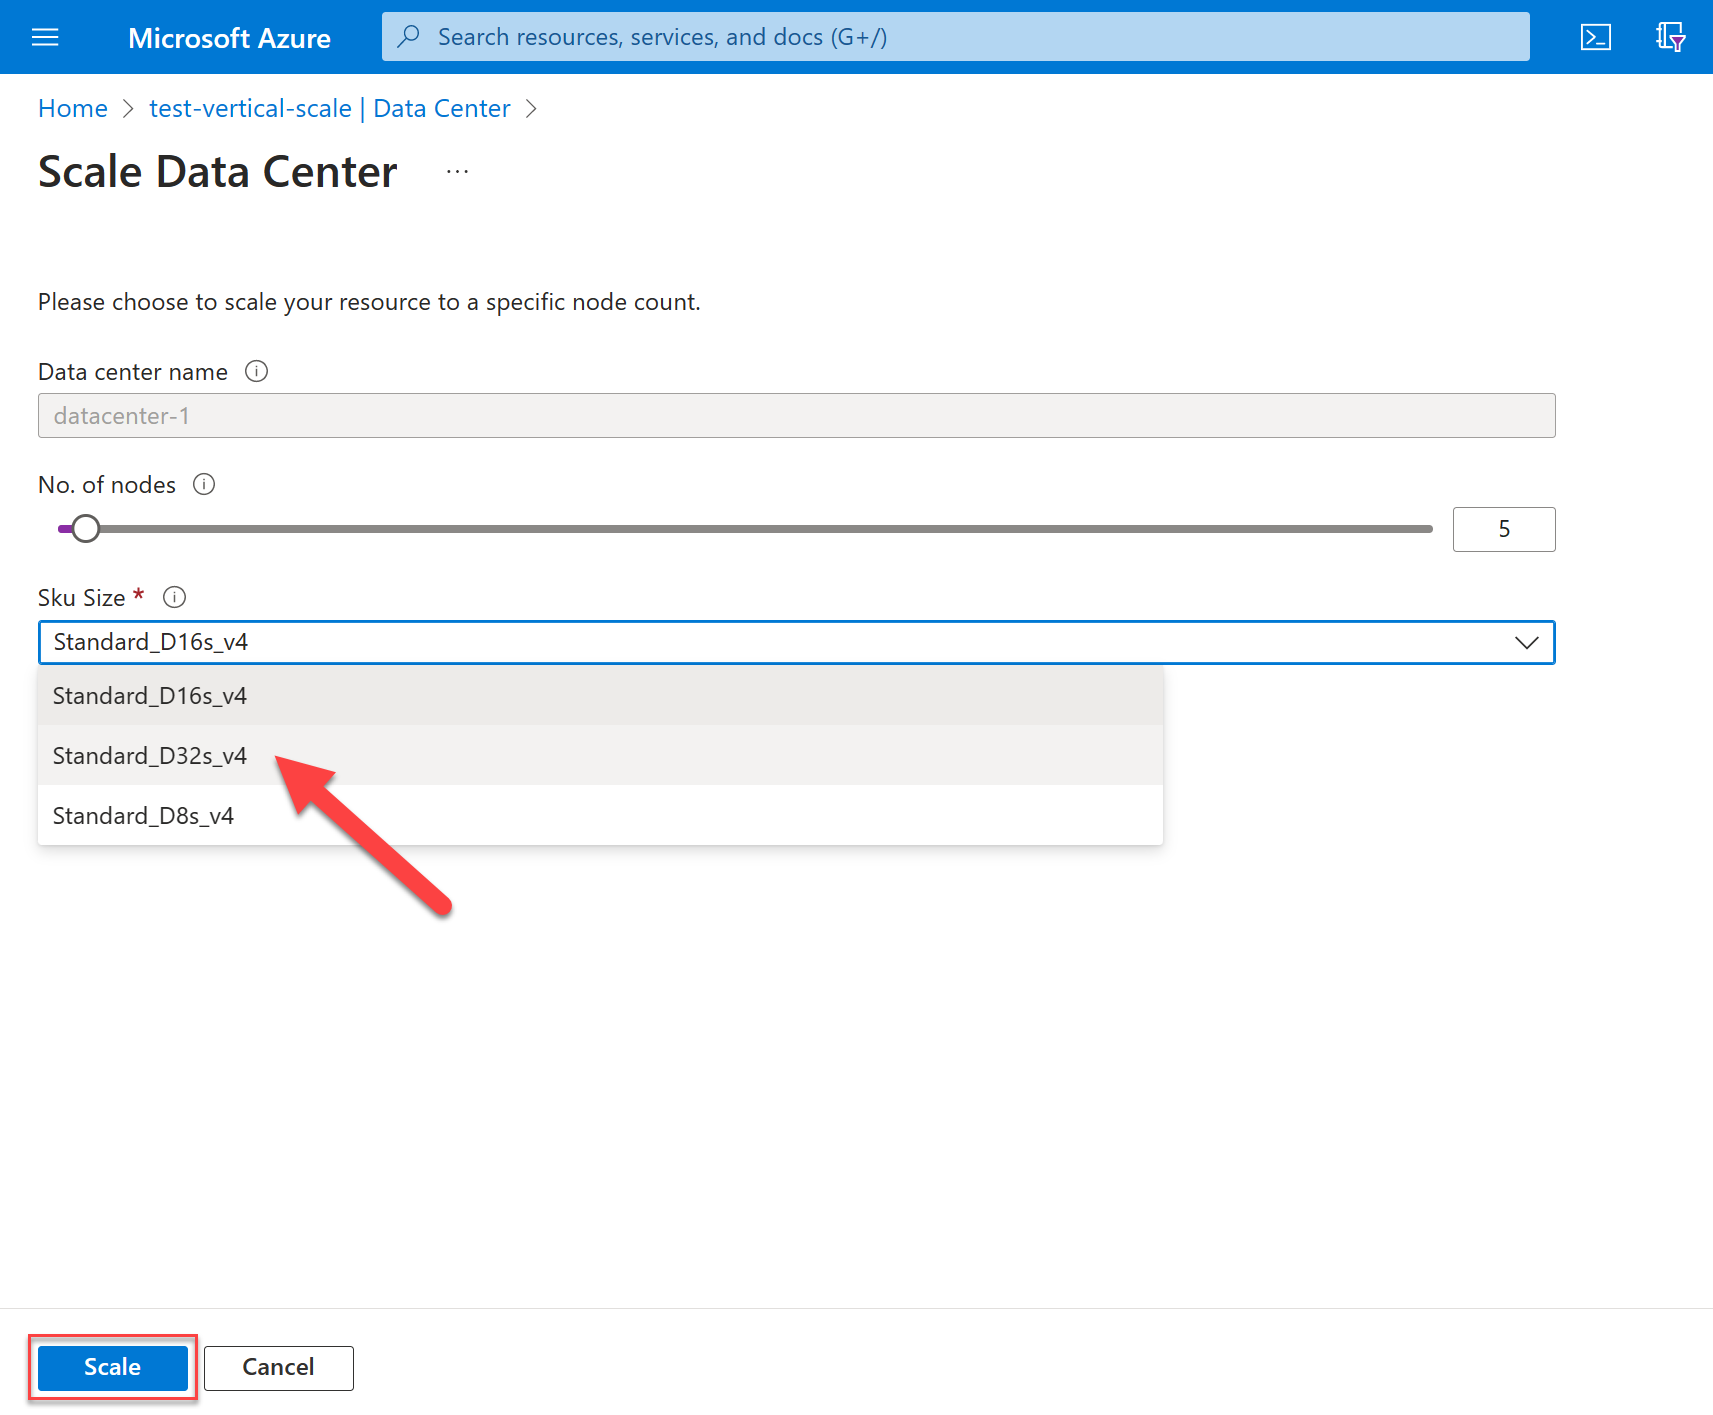 Microsoft Azure
Search resources, services, and docs (G+/)
Home > test-vertical-scale | Data Center >
Scale Data Center ...
Please choose to scale your resource to a specific node count.
Data center name
datacenter-1
No. of nodes
5
Sku Size *
Standard_D16s_v4
Standard_D16s_v4
Standard_D32s_v4
Standard_D8s_v4
Scale Cancel